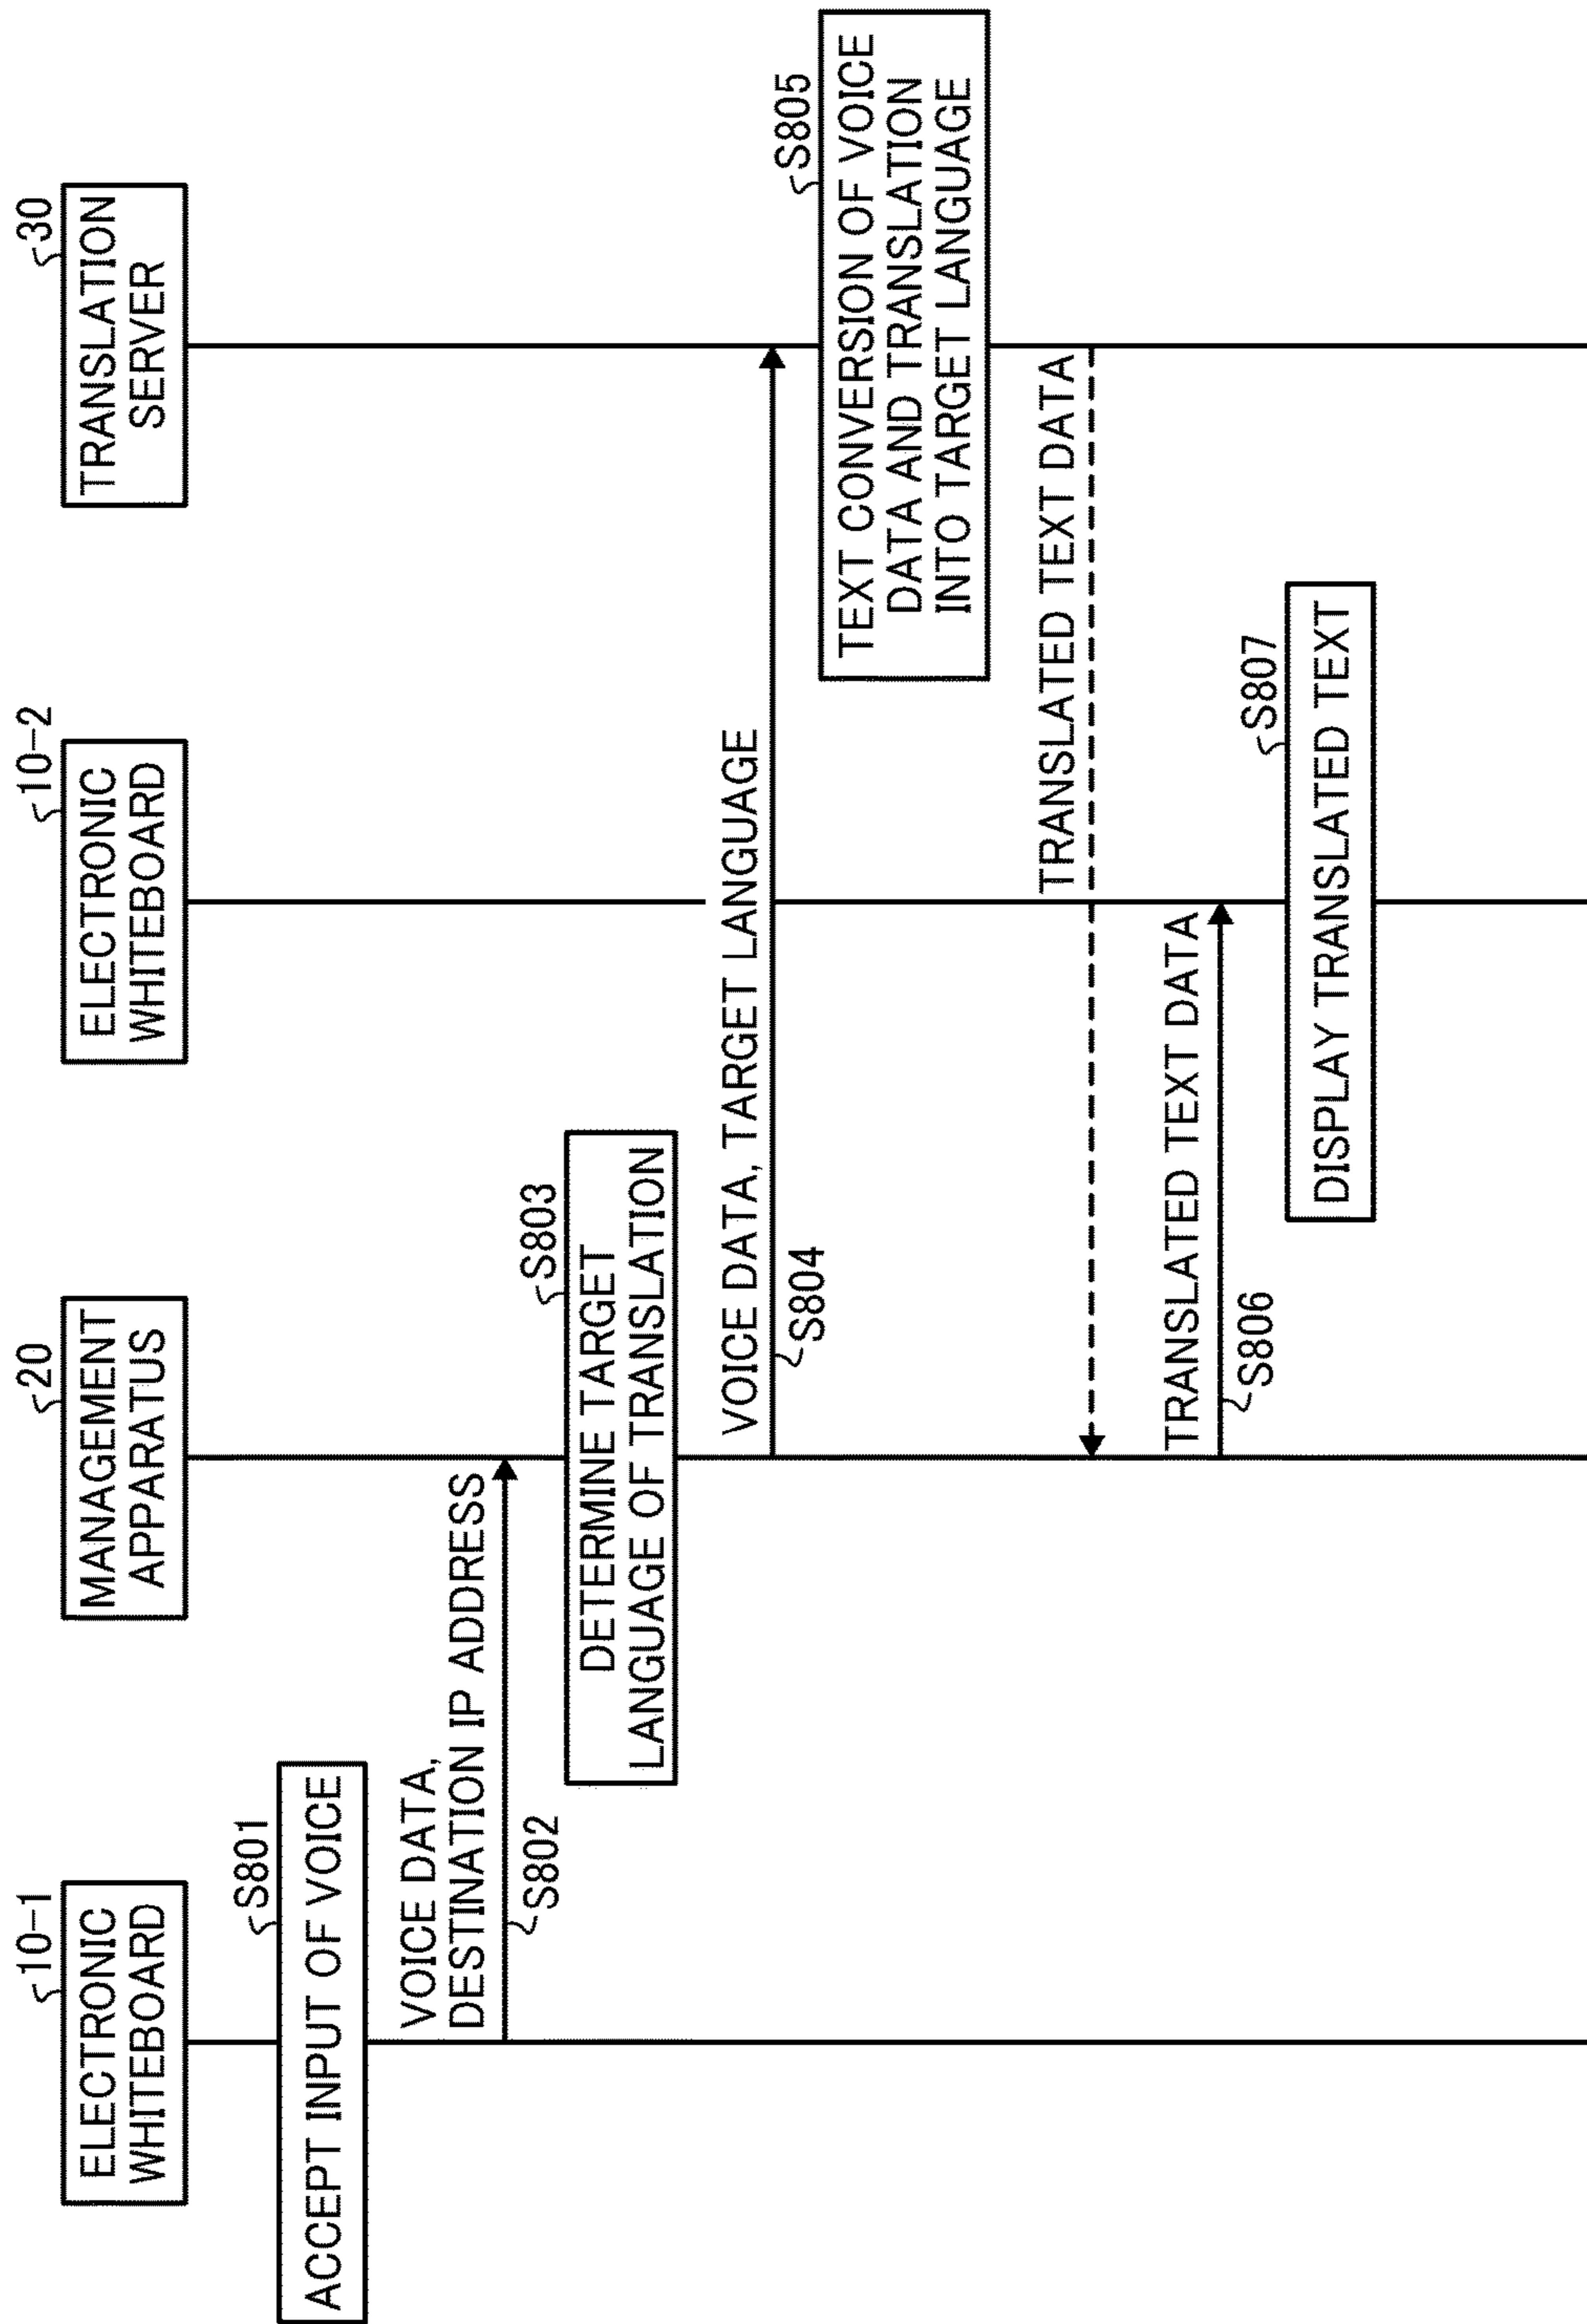 10-1
ELECTRONIC
WHITEBOARD
20
MANAGEMENT
APPARATUS
10-2
ELECTRONIC
WHITEBOARD
30
TRANSLATION
SERVER
S801
ACCEPT INPUT OF VOICE
VOICE DATA,
DESTINATION IP ADDRESS
S802
S803
DETERMINE TARGET
LANGUAGE OF TRANSLATION
VOICE DATA, TARGET LANGUAGE
S804
S805
TEXT CONVERSION OF VOICE
DATA AND TRANSLATION
INTO TARGET LANGUAGE
TRANSLATED TEXT DATA
TRANSLATED TEXT DATA
S806
S807
DISPLAY TRANSLATED TEXT